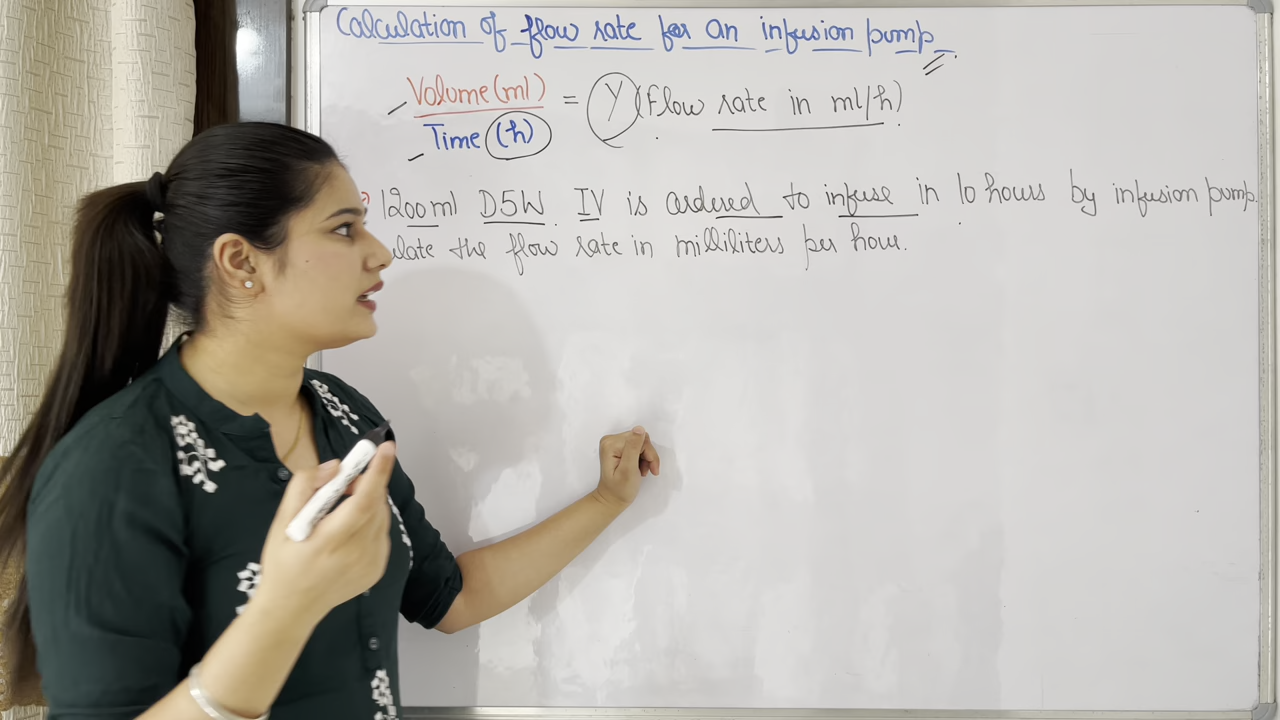 Calculation of flow rate for an infusion pump
Volume (ml)
Time (h)
= Y (Flow rate in ml/h)
1200 ml D5W IV is ordered to infuse in 10 hours by infusion pump.
ulate the flow rate in milliliters per hour.